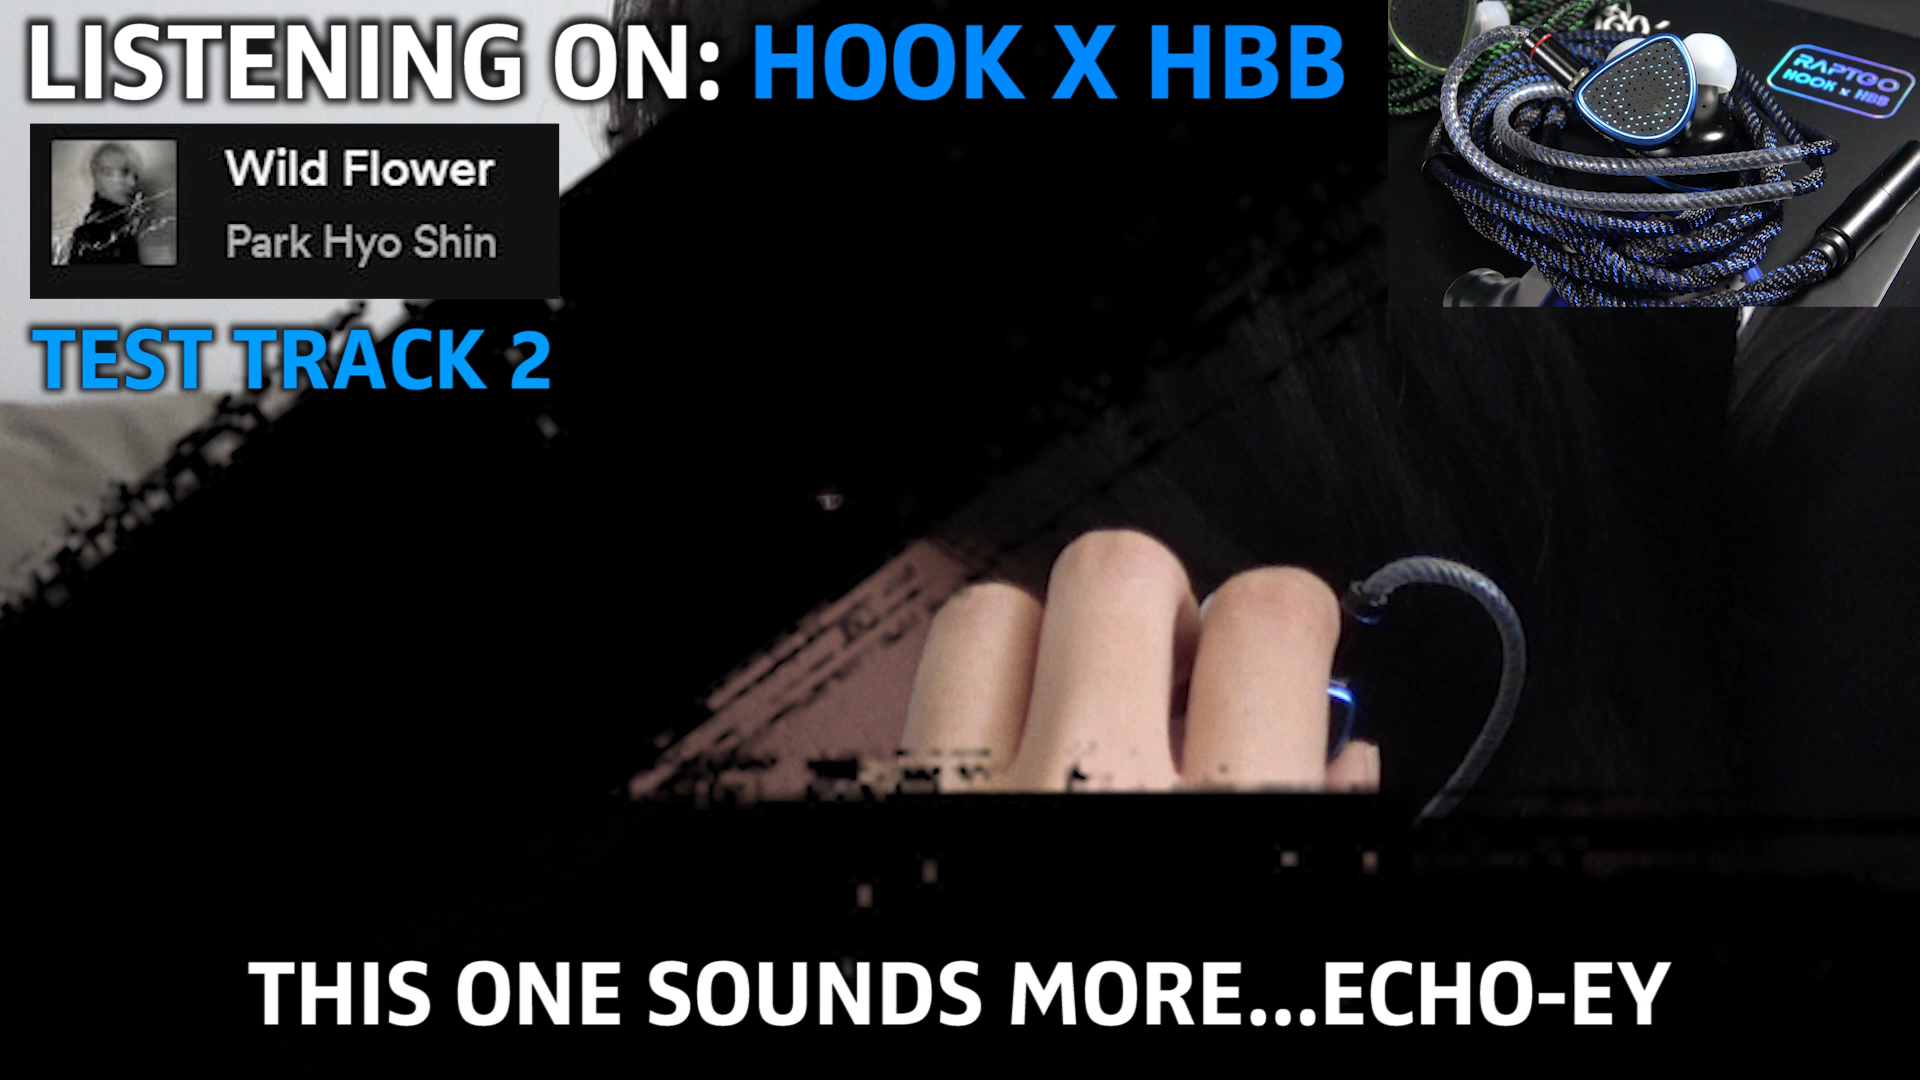 LISTENING ON: HOOK X HBB
Wild Flower
Park Hyo Shin
TEST TRACK 2
RAPTGO
HOOK x HBB
THIS ONE SOUNDS MORE...ECHO-EY